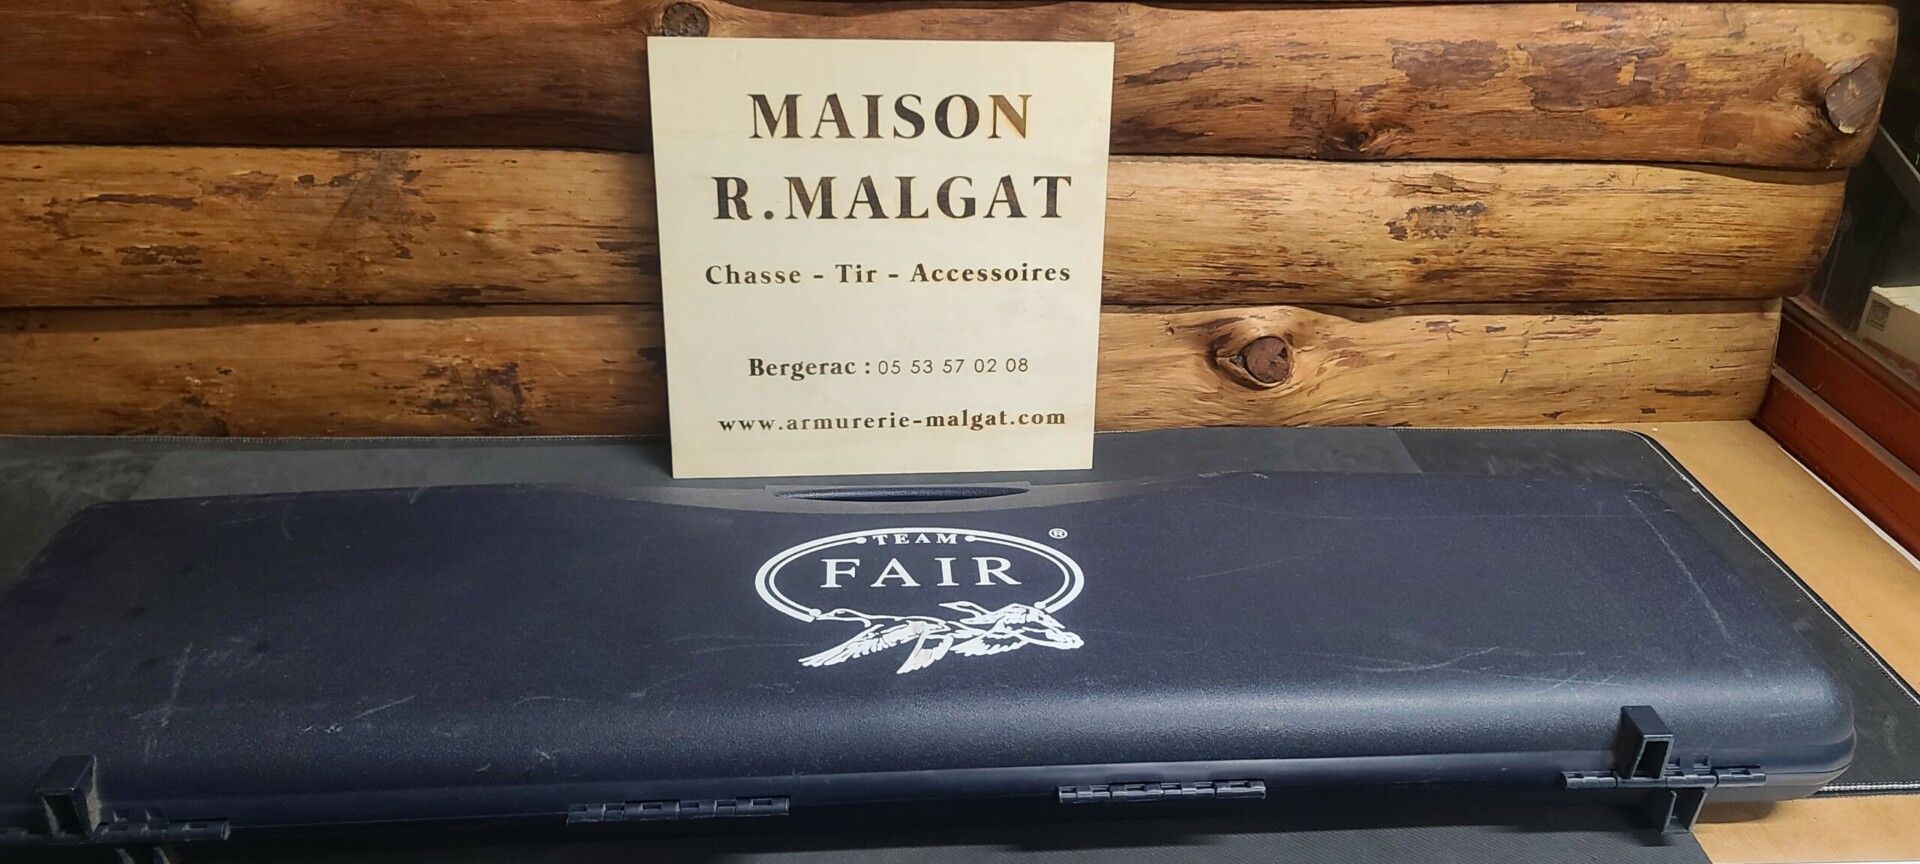 MAISON
R.MALGAT
Chasse - Tir - Accessoires
Bergerac : 05 53 57 02 08
www.armurerie-malgat.com
TEAM
®
FAIR